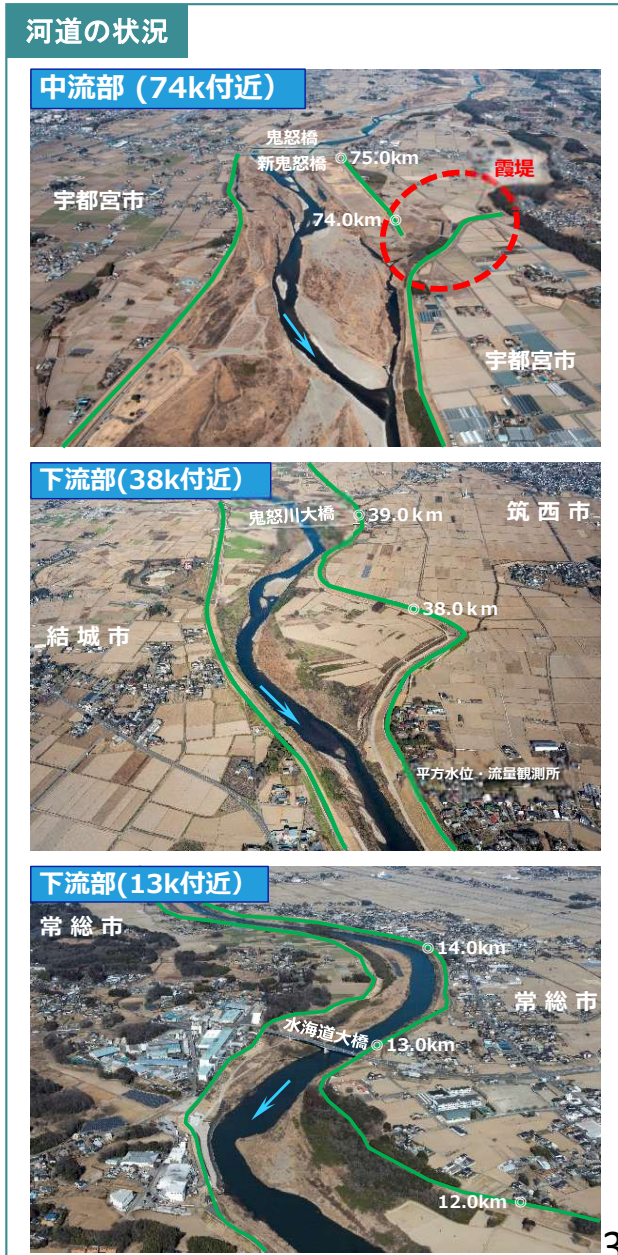 河道の状況
中流部 (74k付近)
鬼怒橋
新鬼怒橋
75.0km
霞堤
宇都宮市
74.0km
宇都宮市
下流部(38k付近)
鬼怒川大橋
39.0km
筑西市
38.0km
結城市
平方水位・流量観測所
下流部(13k付近)
常総市
14.0km
常総市
水海道大橋
13.0km
12.0km
3